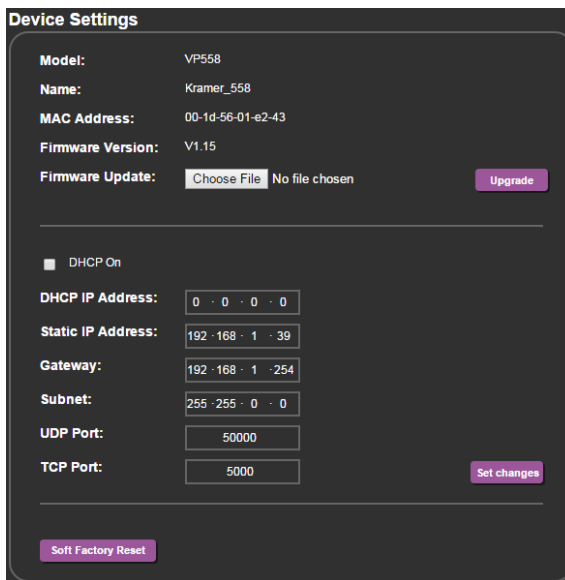 Device Settings
Model: VP558
Name: Kramer_558
MAC Address: 00-1d-56-01-e2-43
Firmware Version: V1.15
Firmware Update: Choose File No file chosen Upgrade
DHCP On
DHCP IP Address: 0 . 0 . 0 . 0
Static IP Address: 192 . 168 . 1 . 39
Gateway: 192 . 168 . 1 . 254
Subnet: 255 . 255 . 0 . 0
UDP Port: 50000
TCP Port: 5000 Set changes
Soft Factory Reset